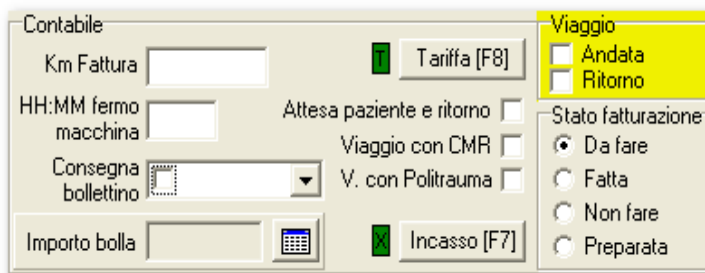 Contabile
Km Fattura
T
Tariffa [F8]
HH:MM fermo
macchina
Attesa paziente e ritorno
Viaggio con CMR
Consegna
bollettino
V. con Politrauma
Importo bolla
X
Incasso [F7]
Viaggio
Andata
Ritorno
Stato fatturazione
Da fare
Fatta
Non fare
Preparata